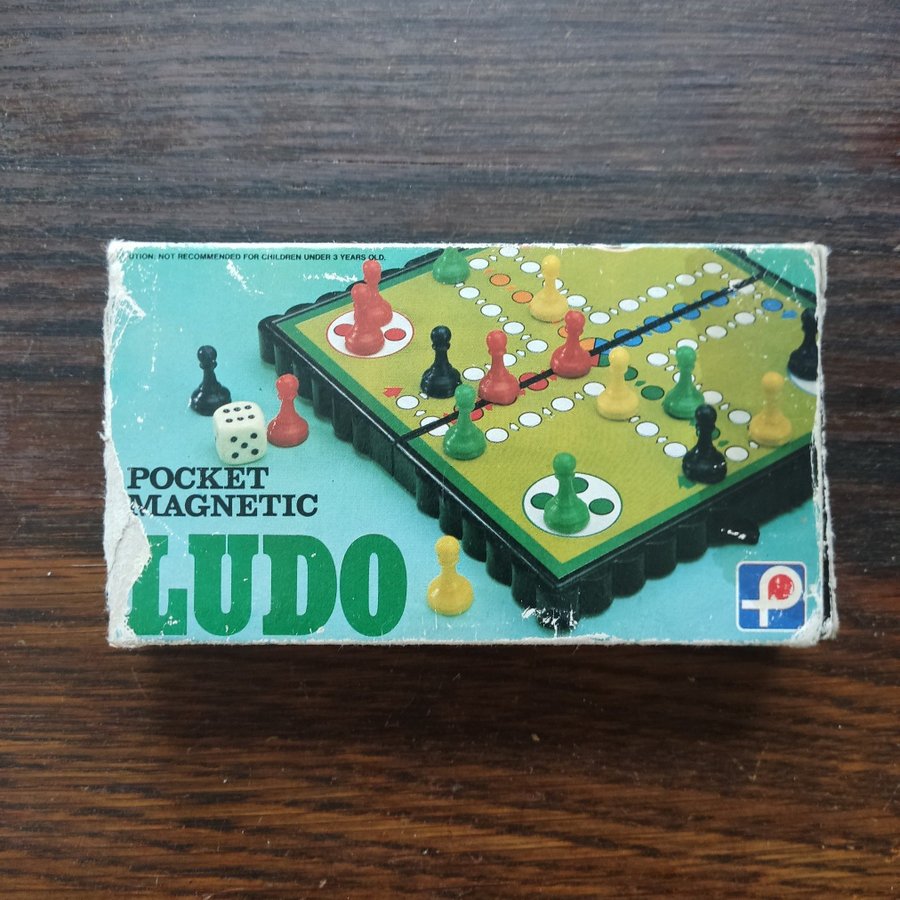 UTION: NOT RECOMMENDED FOR CHILDREN UNDER 3 YEARS OLD.
POCKET
MAGNETIC
LUDO